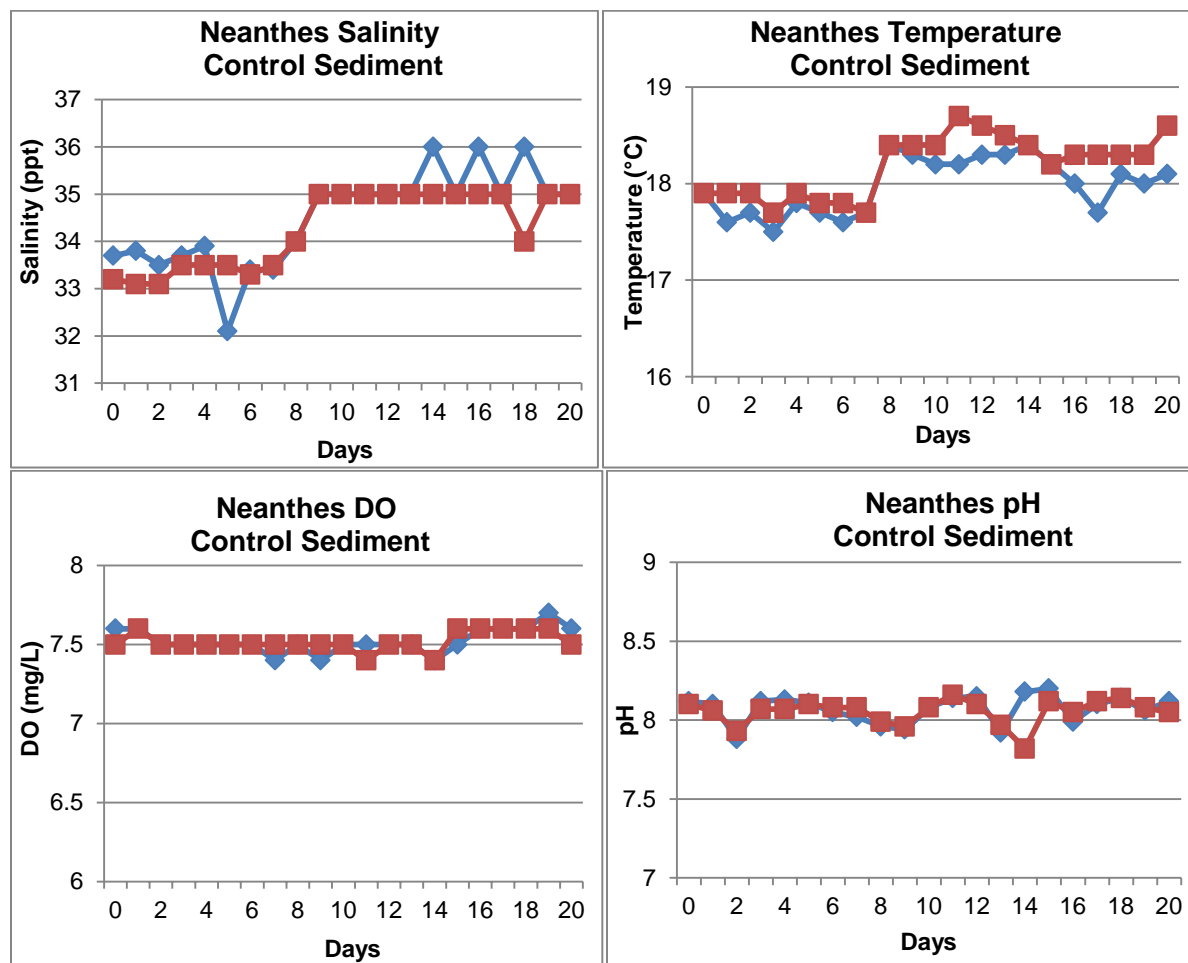 Neanthes Salinity
Control Sediment
37
36
35
34
33
32
31
Salinity (ppt)
0 2 4 6 8 10 12 14 16 18 20
Days
Neanthes Temperature
Control Sediment
19
18
17
16
Temperature (°C)
0 2 4 6 8 10 12 14 16 18 20
Days
Neanthes DO
Control Sediment
8
7.5
7
6.5
6
DO (mg/L)
0 2 4 6 8 10 12 14 16 18 20
Days
Neanthes pH
Control Sediment
9
8.5
8
7.5
7
pH
0 2 4 6 8 10 12 14 16 18 20
Days